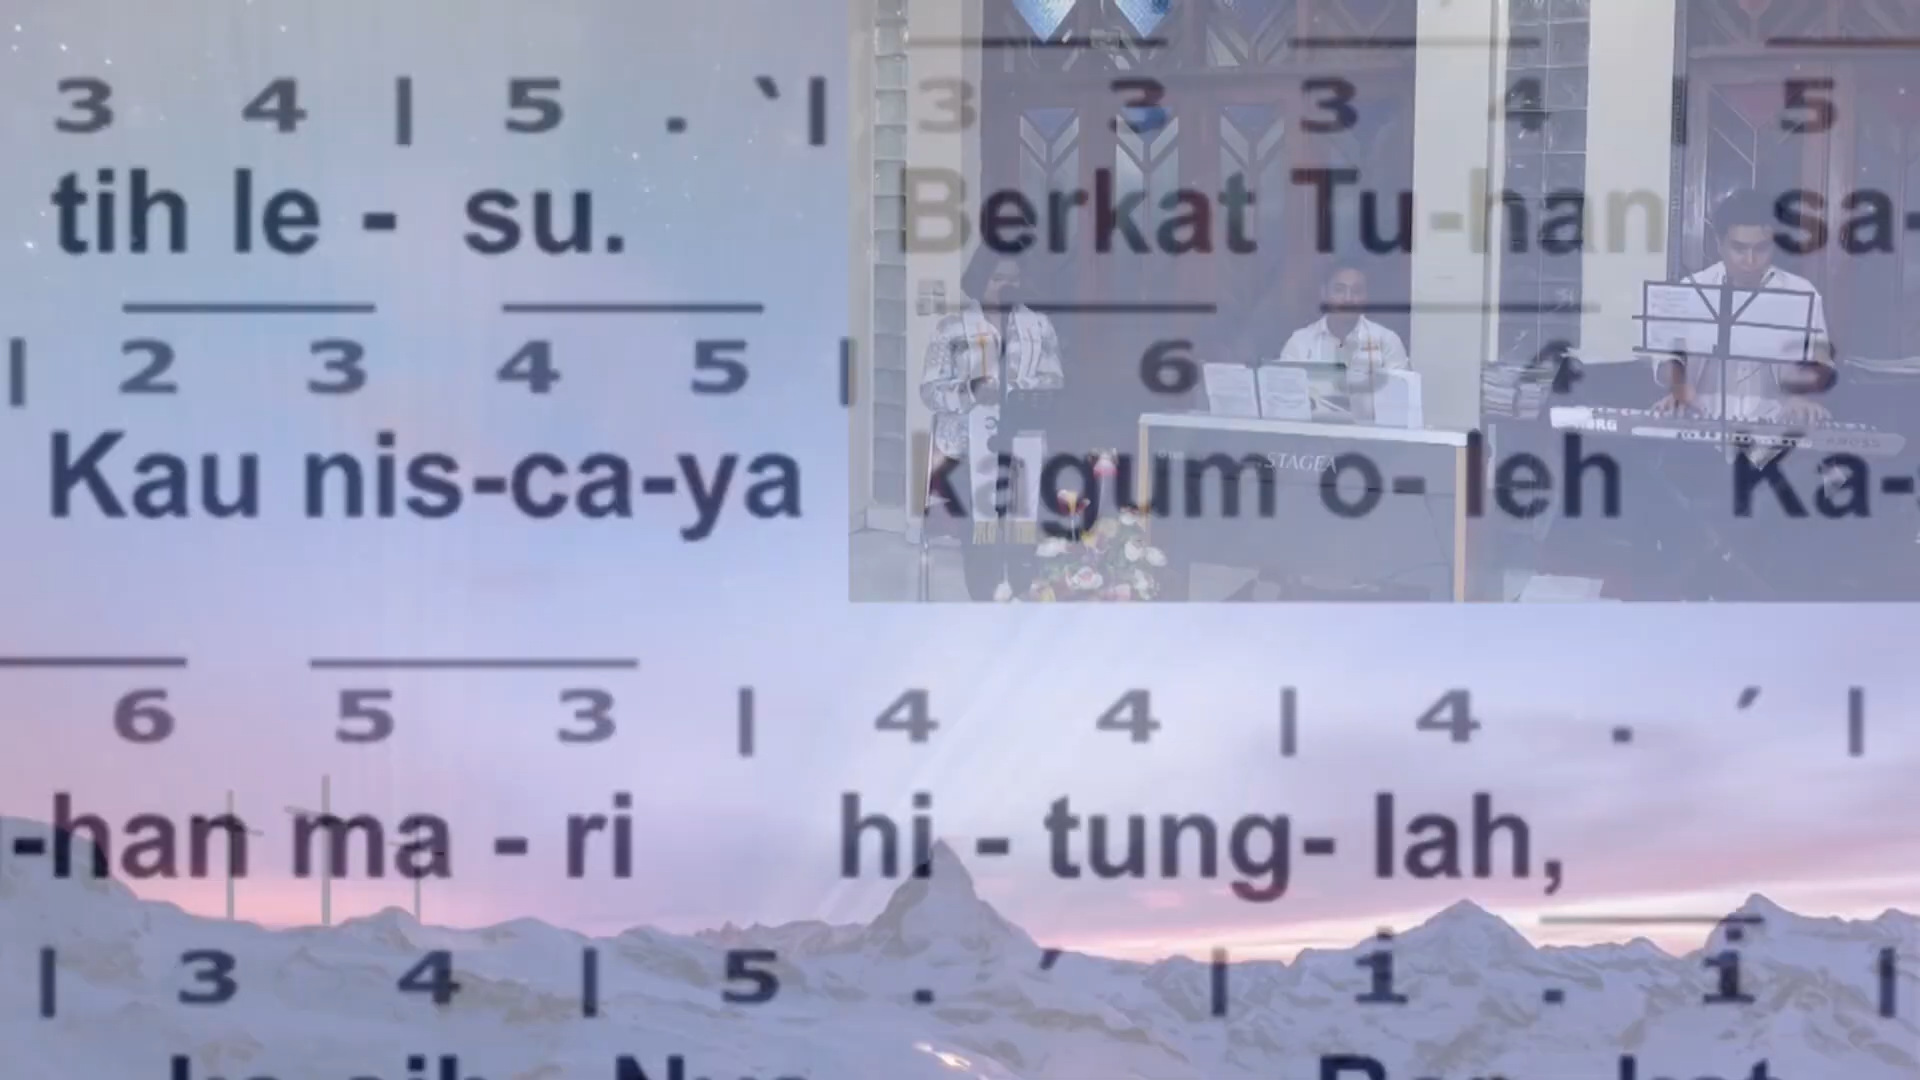 3 4 | 5 . ‵ | 3 3 3 4 | 5
tih le - su. Berkat Tu-han sa-
| 2 3 4 5 | 6 4 | 3
Kau nis-ca-ya kagum o- leh Ka-
KORG
STAGEA
6 5 3 | 4 4 | 4 . ′ |
-han ma - ri hi - tung- lah,
| 3 4 | 5 . ′ | i . i |